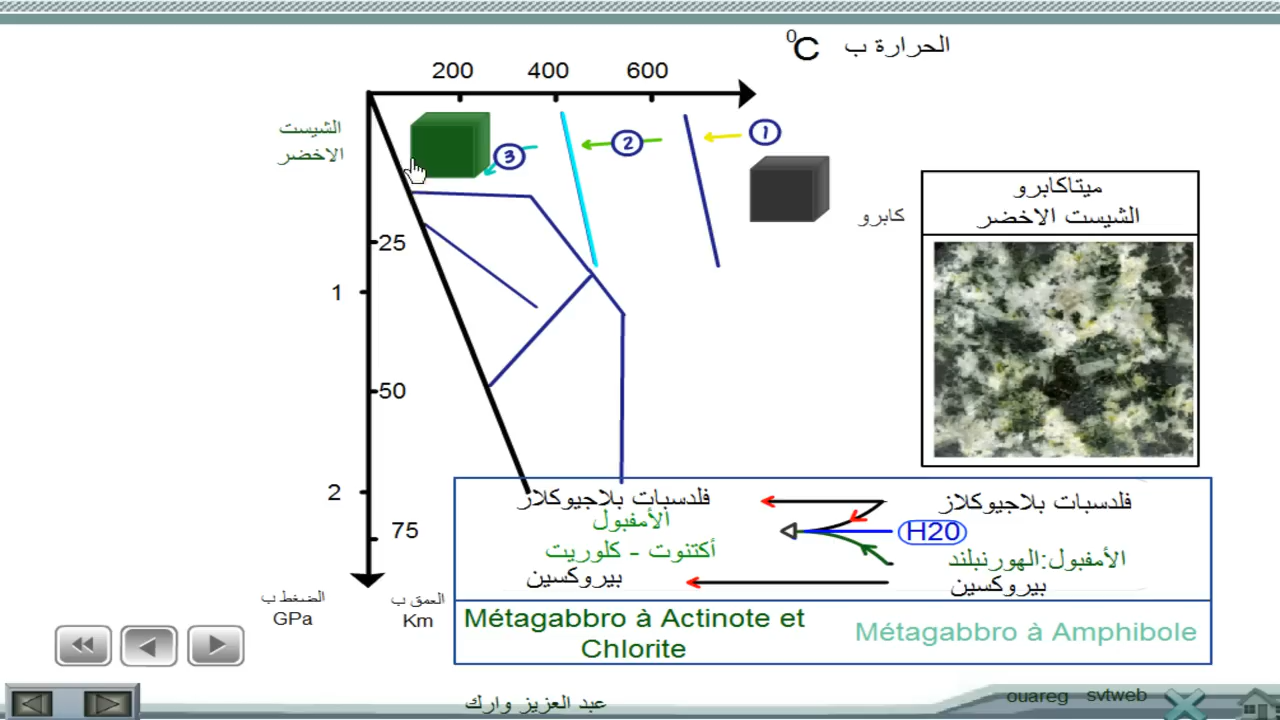 الحرارة ب 0C
200 400 600
الشيست
الاخضر
3
2
1
كابرو
ميتاكابرو
الشيست الاخضر
25
1
50
2
75
الضغط ب
GPa
العمق ب
Km
فلدسبات بلاجيوكلاز
الأمفبول
أكتنوت - كلوريت
بيروكسين
فلدسبات بلاجيوكلاز
H20
الأمفبول:الهورنبلند
بيروكسين
Métagabbro à Actinote et
Chlorite
Métagabbro à Amphibole
عبد العزيز وارك
ouareg svtweb